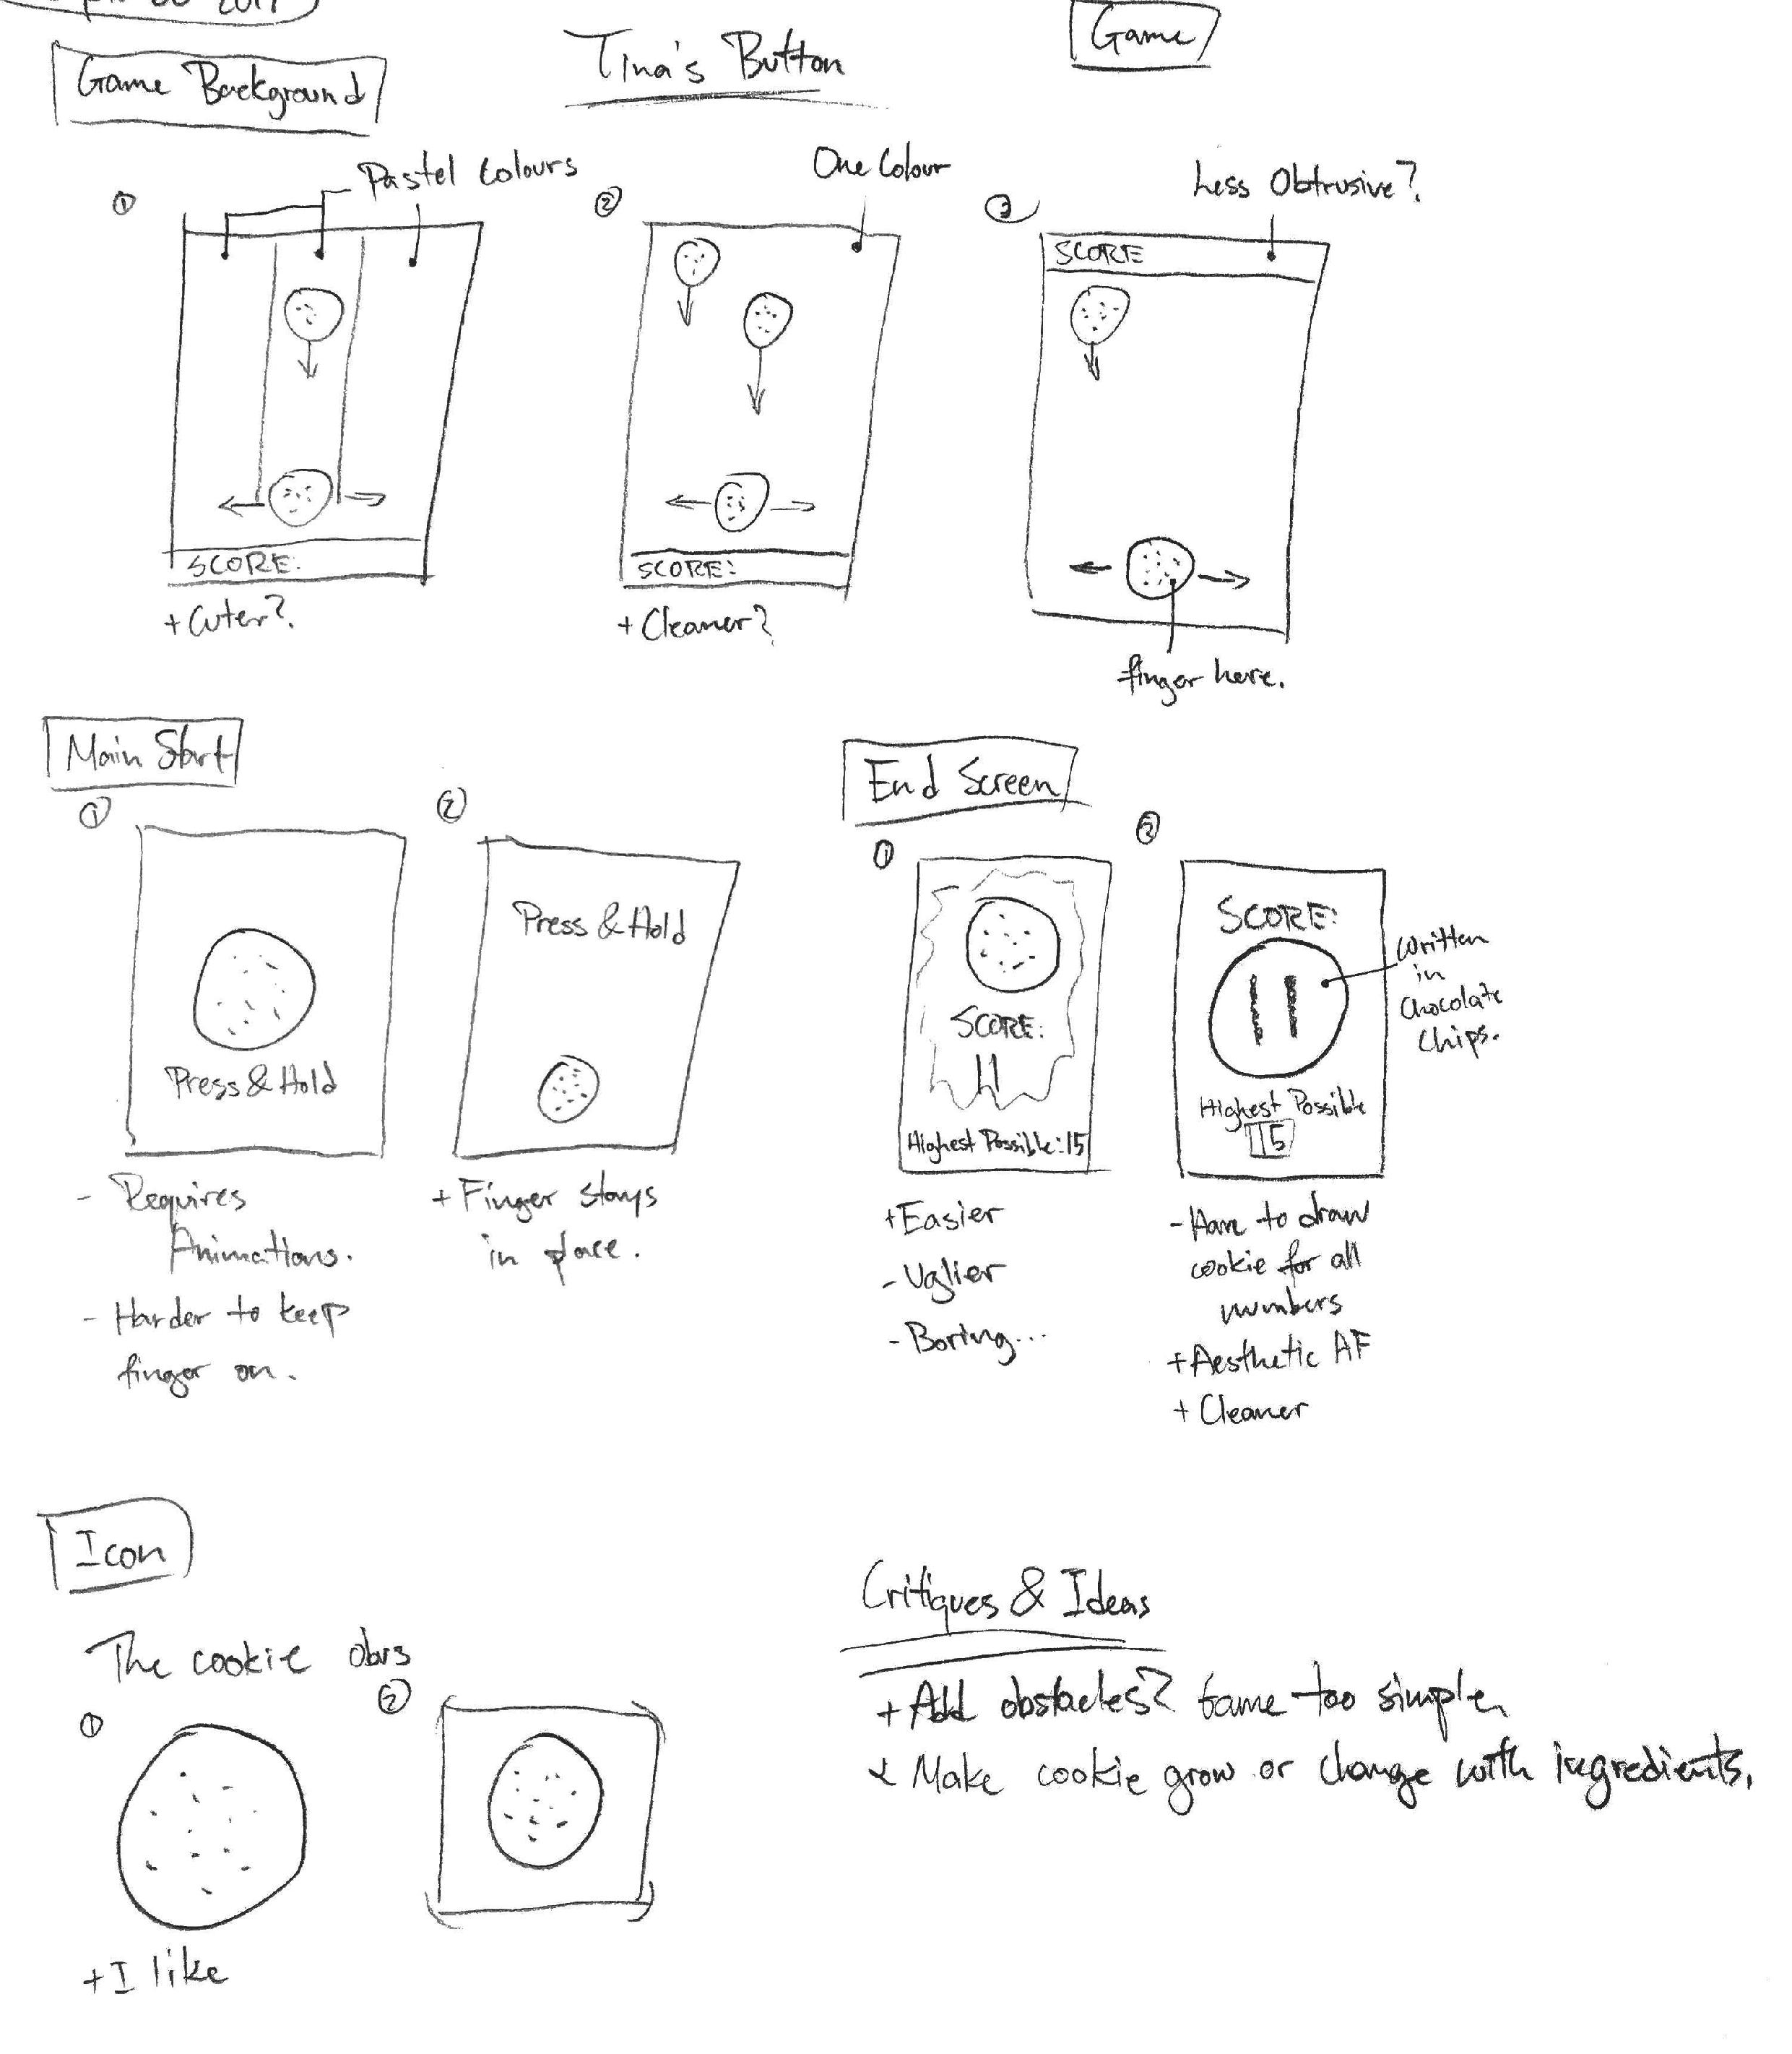 2017
Game Background
Tina's Button
Game
① Pastel Colours
② One Colour
③ Less Obtrusive?
SCORE:
SCORE:
SCORE
+ Cuter?
+ Cleaner?
finger here.
Main Start
①
Press & Hold
- Requires
Animations.
- Harder to keep
finger on.
②
Press & Hold
+ Finger stays
in place.
End Screen
①
SCORE:
11
Highest Possible: 15
+ Easier
- Uglier
- Boring...
②
SCORE:
11
Written
in
Chocolate
Chips.
Highest Possible
15
- Have to draw
cookie for all
numbers
+ Aesthetic AF
+ Cleaner
Icon
The cookie obvs
①
②
+ I like
Critiques & Ideas
+ Add obstacles? Game too simple.
+ Make cookie grow or change with ingredients.